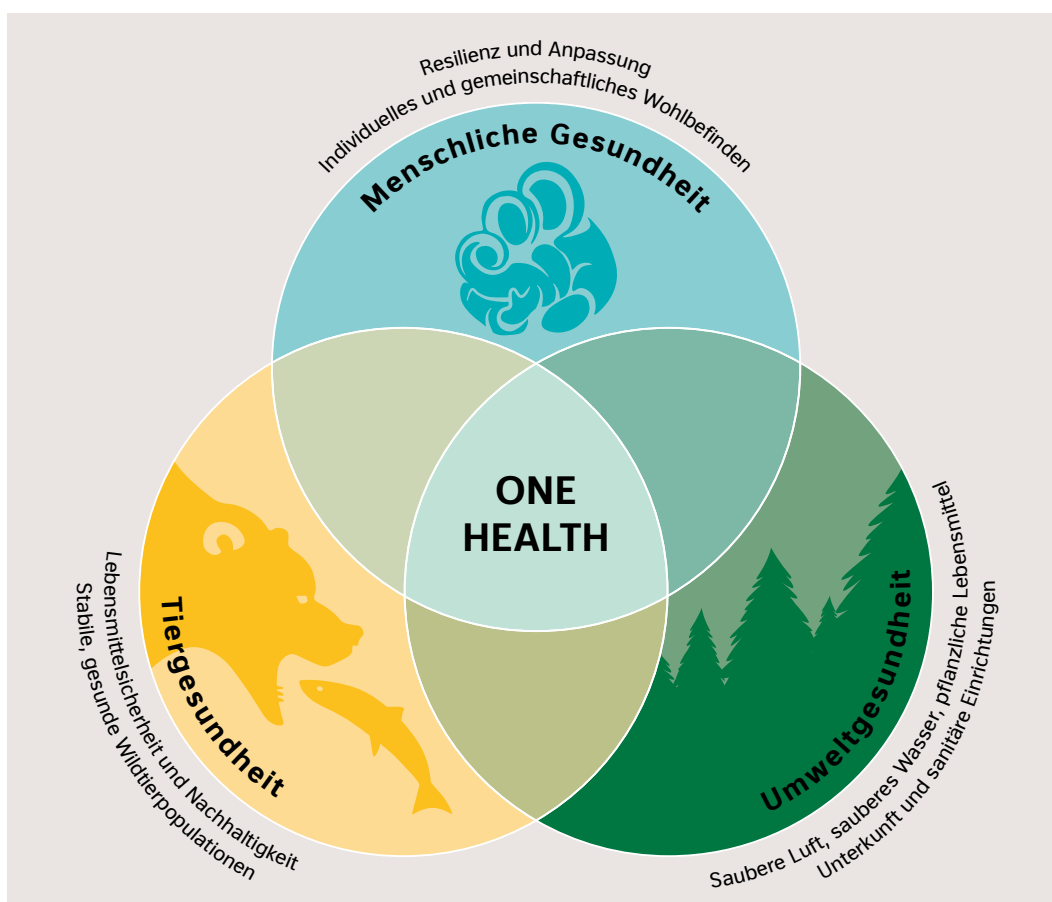 Resilienz und Anpassung
Individuelles und gemeinschaftliches Wohlbefinden
Menschliche Gesundheit
ONE
HEALTH
Tiergesundheit
Lebensmittelsicherheit und Nachhaltigkeit
Stabile, gesunde Wildtierpopulationen
Umweltgesundheit
Saubere Luft, sauberes Wasser, pflanzliche Lebensmittel
Unterkunft und sanitäre Einrichtungen